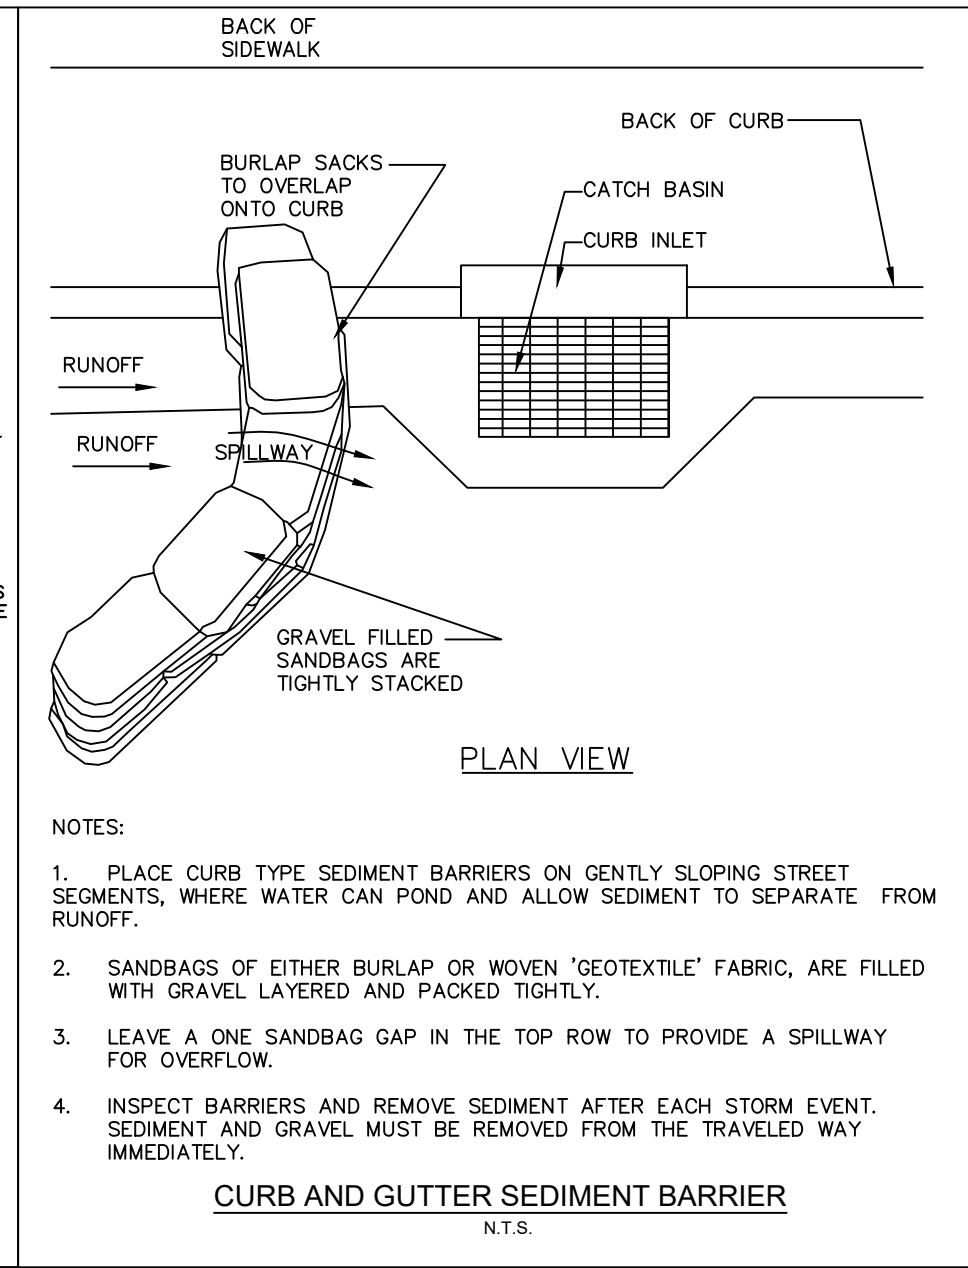 BACK OF
SIDEWALK
BACK OF CURB
BURLAP SACKS
TO OVERLAP
ONTO CURB
CATCH BASIN
CURB INLET
RUNOFF
RUNOFF
SPILLWAY
GRAVEL FILLED
SANDBAGS ARE
TIGHTLY STACKED
PLAN VIEW
NOTES:
1. PLACE CURB TYPE SEDIMENT BARRIERS ON GENTLY SLOPING STREET
SEGMENTS, WHERE WATER CAN POND AND ALLOW SEDIMENT TO SEPARATE FROM
RUNOFF.
2. SANDBAGS OF EITHER BURLAP OR WOVEN 'GEOTEXTILE' FABRIC, ARE FILLED
WITH GRAVEL LAYERED AND PACKED TIGHTLY.
3. LEAVE A ONE SANDBAG GAP IN THE TOP ROW TO PROVIDE A SPILLWAY
FOR OVERFLOW.
4. INSPECT BARRIERS AND REMOVE SEDIMENT AFTER EACH STORM EVENT.
SEDIMENT AND GRAVEL MUST BE REMOVED FROM THE TRAVELED WAY
IMMEDIATELY.
CURB AND GUTTER SEDIMENT BARRIER
N.T.S.